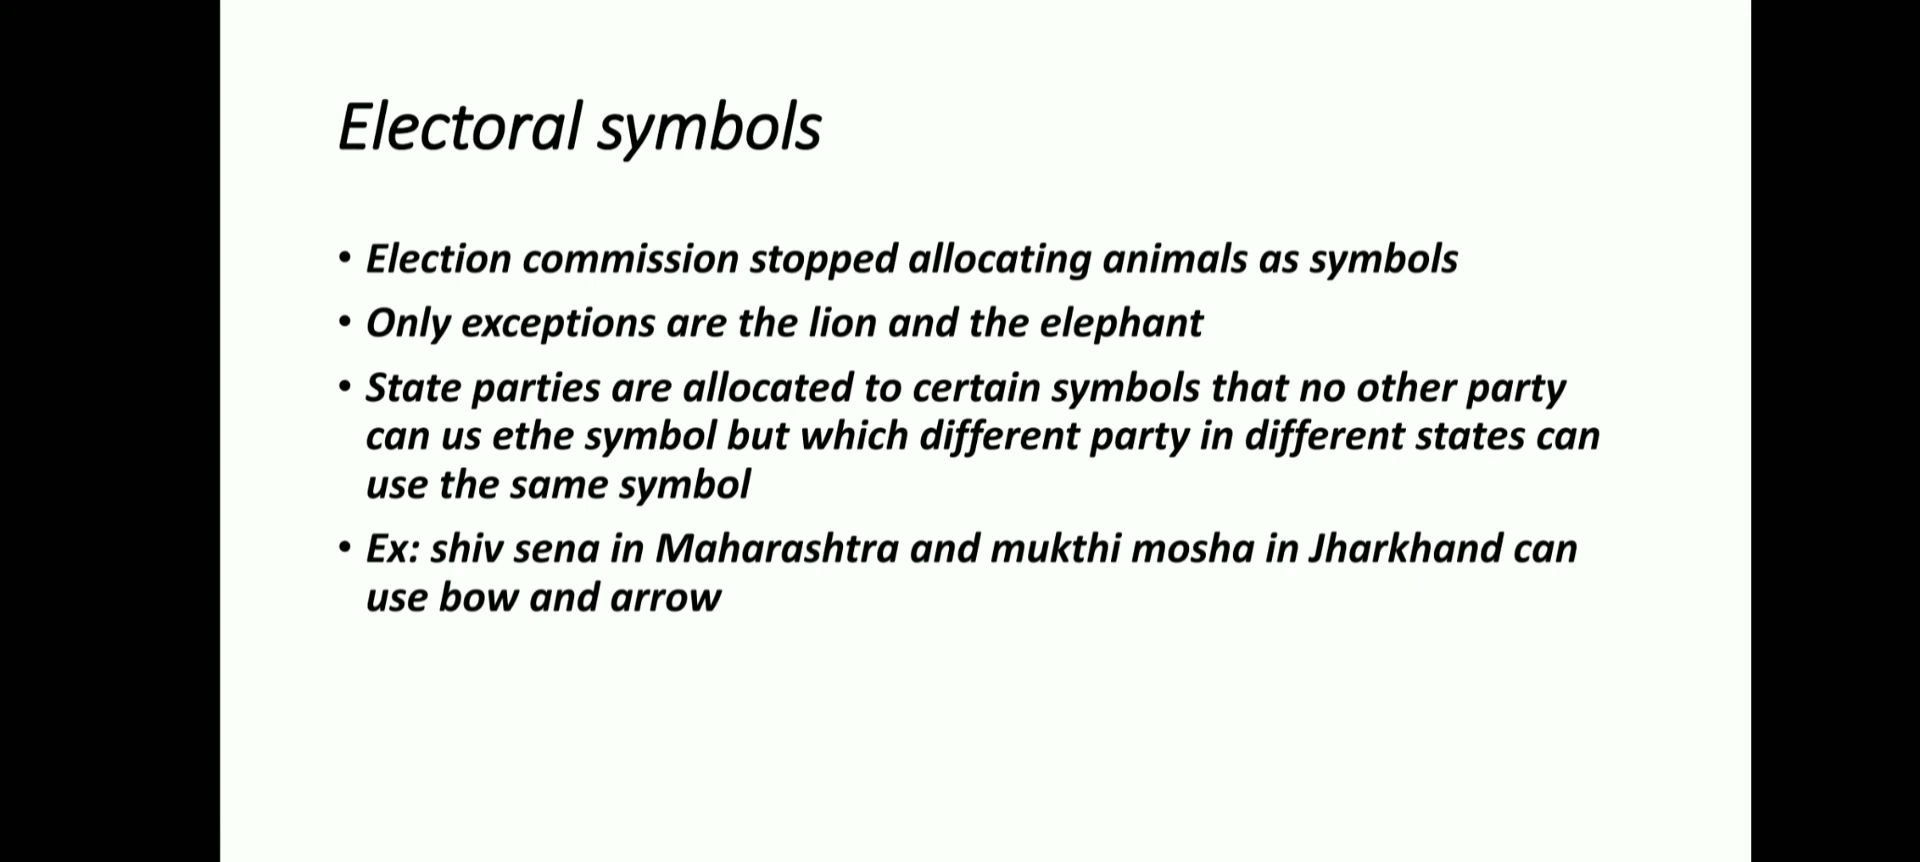 Electoral symbols
• Election commission stopped allocating animals as symbols
• Only exceptions are the lion and the elephant
• State parties are allocated to certain symbols that no other party
can us ethe symbol but which different party in different states can
use the same symbol
• Ex: shiv sena in Maharashtra and mukthi mosha in Jharkhand can
use bow and arrow